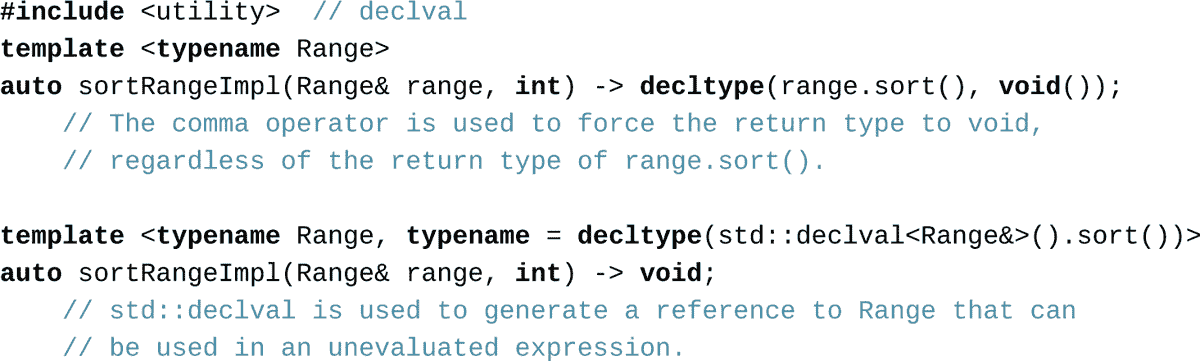 #include <utility>  // declval
template <typename Range>
auto sortRangeImpl(Range& range, int) -> decltype(range.sort(), void());
    // The comma operator is used to force the return type to void,
    // regardless of the return type of range.sort().

template <typename Range, typename = decltype(std::declval<Range&>().sort())>
auto sortRangeImpl(Range& range, int) -> void;
    // std::declval is used to generate a reference to Range that can
    // be used in an unevaluated expression.